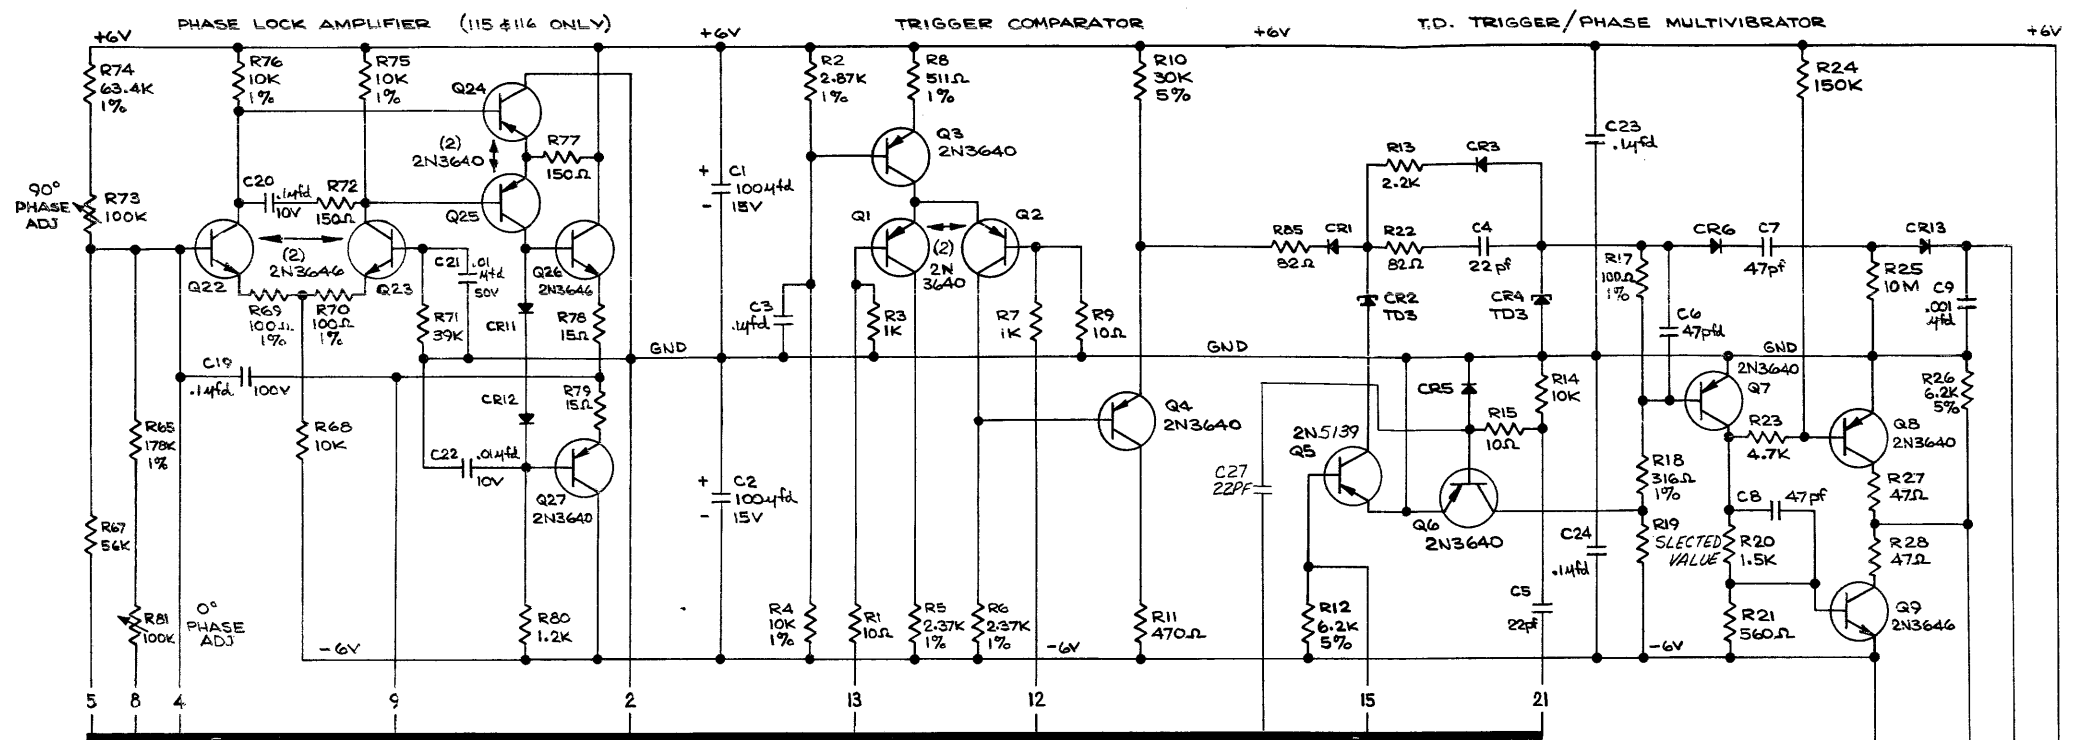 PHASE LOCK AMPLIFIER (115 & 116 ONLY)
TRIGGER COMPARATOR
T.D. TRIGGER/PHASE MULTIVIBRATOR
+6V
+6V
+6V
+6V
R74
63.4K
1%
R76
10K
1%
R75
10K
1%
Q24
(2)
2N3640
R77
150Ω
C1
100μfd
15V
+
-
R2
2.87K
1%
R8
511Ω
1%
Q3
2N3640
R10
30K
5%
R13
2.2K
CR3
C23
.1μfd
R24
150K
90°
PHASE
ADJ
R73
100K
C20
.1μfd
10V
R72
150Ω
Q25
Q22
(2)
2N3646
Q23
C21
.01
μfd
50V
Q26
2N3646
Q1
(2)
2N
3640
Q2
R85
82Ω
CR1
R22
82Ω
C4
22pf
R17
100Ω
1%
CR6
C7
47pf
CR13
R25
10M
C9
.001
μfd
R69
100Ω
1%
R70
100Ω
1%
R71
39K
CR11
R78
15Ω
C3
.1μfd
R3
1K
R7
1K
R9
10Ω
CR2
TD3
CR4
TD3
C6
47pfd
GND
GND
GND
C19
.1μfd
100V
CR12
R79
15Ω
Q4
2N3640
CR5
R14
10K
R15
10Ω
2N3640
Q7
R23
4.7K
R26
6.2K
5%
Q8
2N3640
R65
178K
1%
R68
10K
C22
.01μfd
10V
Q27
2N3640
C2
100μfd
15V
+
-
C27
22PF
2N5139
Q5
Q6
2N3640
R18
316Ω
1%
C8
47pf
R27
47Ω
R67
56K
C24
.1μfd
R19
SLECTED
VALUE
R20
1.5K
R28
47Ω
R81
100K
0°
PHASE
ADJ
R80
1.2K
R4
10K
1%
R1
10Ω
R5
2.37K
1%
R6
2.37K
1%
R11
470Ω
R12
6.2K
5%
C5
22pf
R21
560Ω
Q9
2N3646
-6V
-6V
-6V
5 8 4 9 2 13 12 15 21